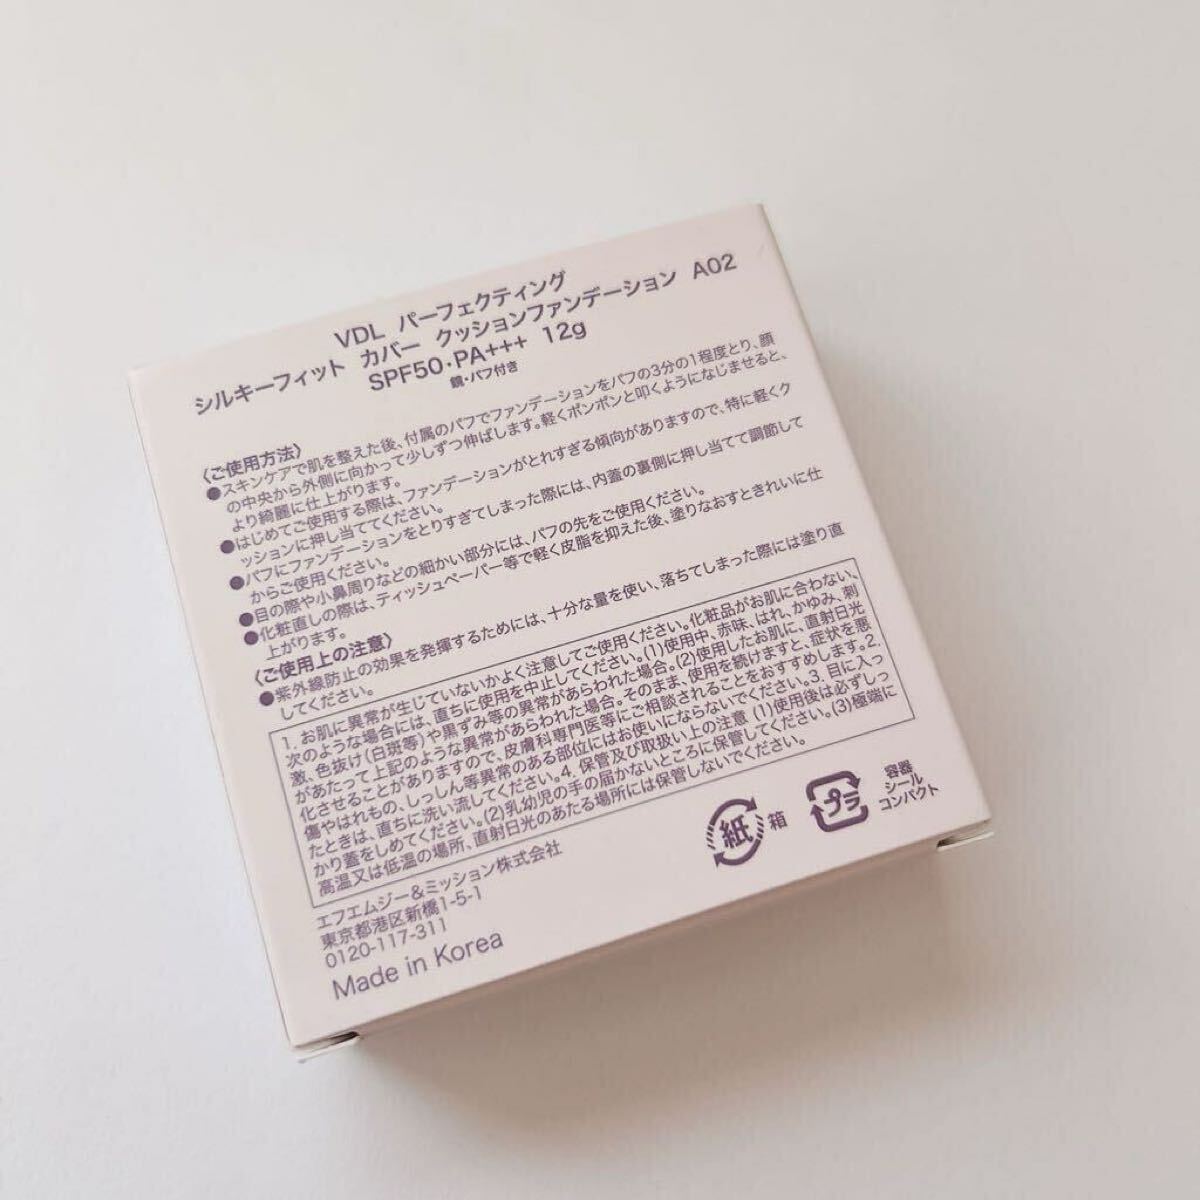 VDL パーフェクティング
シルキーフィット カバー クッションファンデーション A02
SPF50・PA+++ 12g
鏡・パフ付き
〈ご使用方法〉
●スキンケアで肌を整えた後、付属のパフでファンデーションをパフの3分の1程度とり、顔
の中央から外側に向かって少しずつ伸ばします。軽くポンポンと叩くようになじませると、
より綺麗に仕上がります。
●はじめてご使用する際は、ファンデーションがとれすぎる傾向がありますので、特に軽くク
ッションに押し当ててください。
●パフにファンデーションをとりすぎてしまった際には、内蓋の裏側に押し当てて調節して
からご使用ください。
●目の際や小鼻周りなどの細かい部分には、パフの先をご使用ください。
●化粧直しの際は、ティッシュペーパー等で軽く皮脂を抑えた後、塗りなおすときれいに仕
上がります。
〈ご使用上の注意〉
●紫外線防止の効果を発揮するためには、十分な量を使い、落ちてしまった際には塗り直
してください。
1. お肌に異常が生じていないかよく注意してご使用ください。化粧品がお肌に合わない、
次のような場合には、直ちに使用を中止してください。(1)使用中、赤味、はれ、かゆみ、刺
激、色抜け(白斑等)や黒ずみ等の異常があらわれた場合。(2)使用したお肌に、直射日光
があたって上記のような異常があらわれた場合。そのまま、使用を続けますと、症状を悪
化させることがありますので、皮膚科専門医等にご相談されることをおすすめします。2.
傷やはれもの、しっしん等異常のある部位にはお使いにならないでください。3. 目に入っ
たときは、直ちに洗い流してください。4. 保管及び取扱い上の注意 (1)使用後は必ずしっ
かり蓋をしめてください。(2)乳幼児の手の届かないところに保管してください。(3)極端に
高温又は低温の場所、直射日光のあたる場所には保管しないでください。
エフエムジー&ミッション株式会社
東京都港区新橋1-5-1
0120-117-311
Made in Korea
紙 箱
プラ
容器
シール
コンパクト